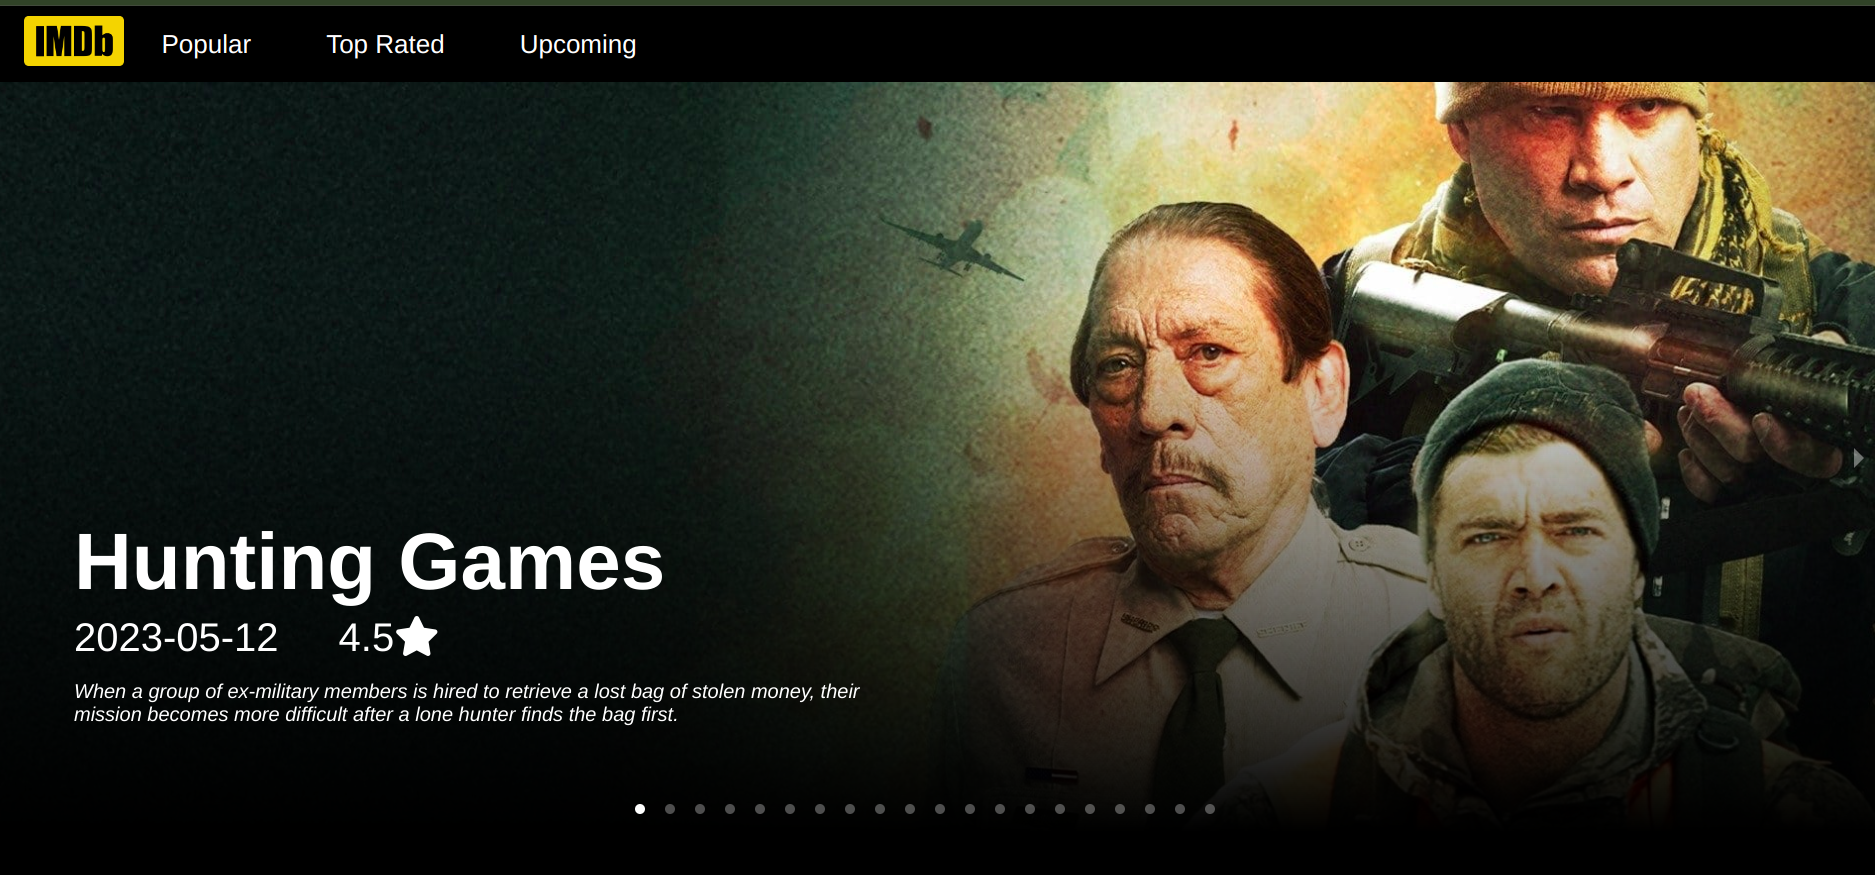 IMDb Popular Top Rated Upcoming
Hunting Games
2023-05-12 4.5
When a group of ex-military members is hired to retrieve a lost bag of stolen money, their
mission becomes more difficult after a lone hunter finds the bag first.